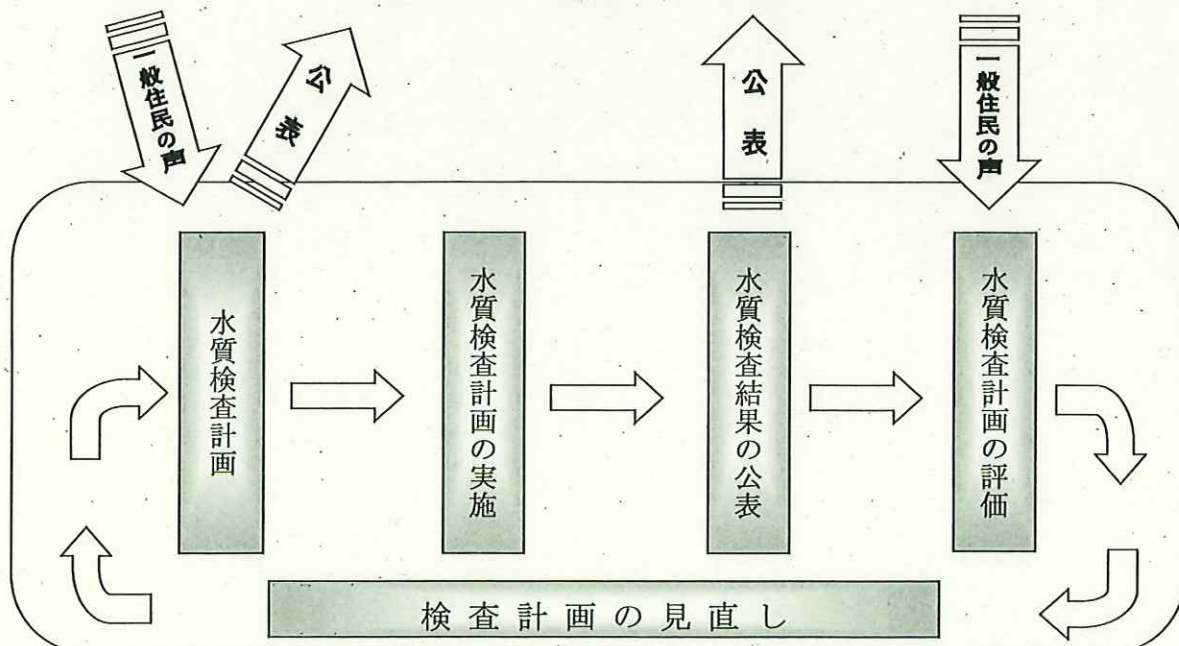 一般住民の声
公表
公表
一般住民の声
水質検査計画
水質検査計画の実施
水質検査結果の公表
水質検査計画の評価
検査計画の見直し